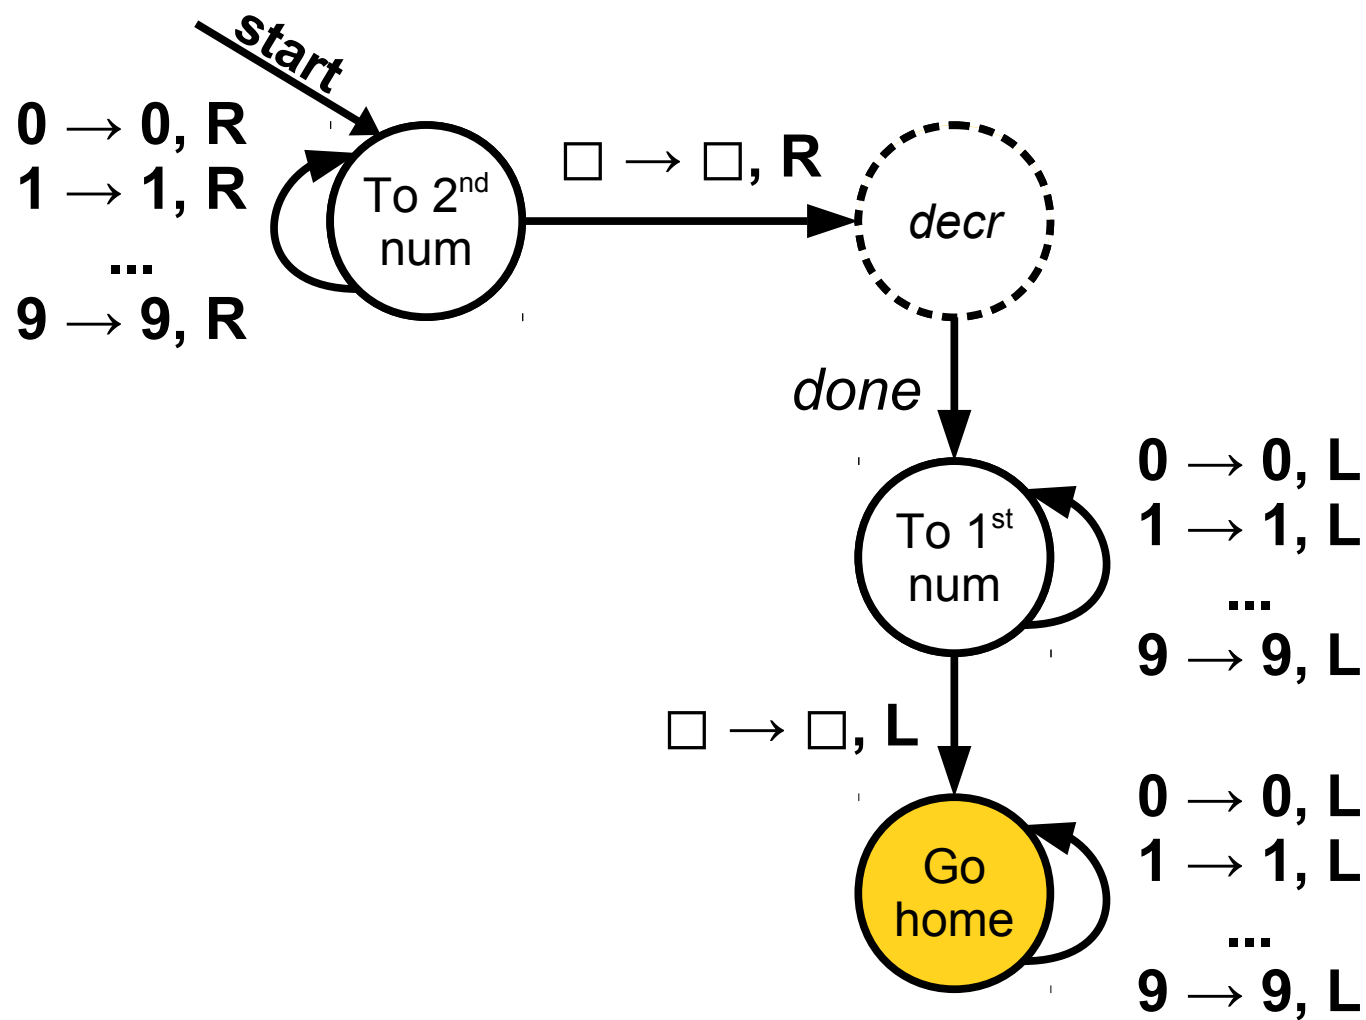 start
0 → 0, R
1 → 1, R
...
9 → 9, R
To 2nd
num
□ → □, R
decr
done
To 1st
num
0 → 0, L
1 → 1, L
...
9 → 9, L
□ → □, L
Go
home
0 → 0, L
1 → 1, L
...
9 → 9, L